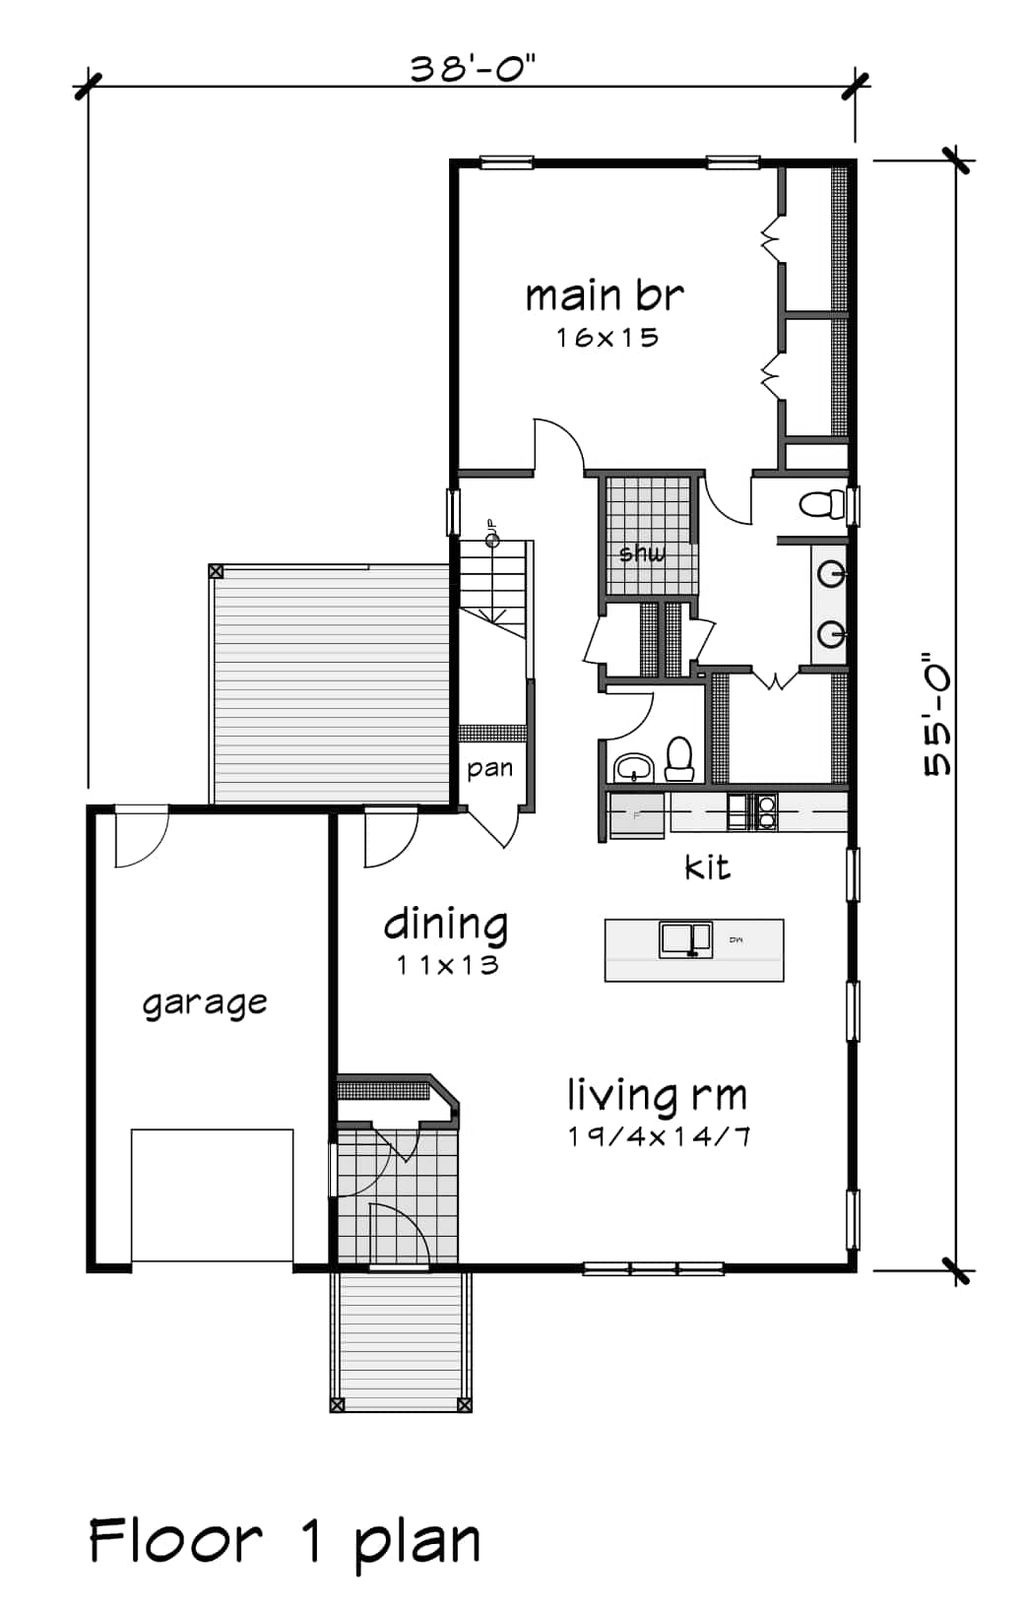 38'-0"
main br
16x15
UP
shw
55'-0"
pan
F
kit
dining
11x13
DW
garage
living rm
19/4x14/7
Floor 1 plan